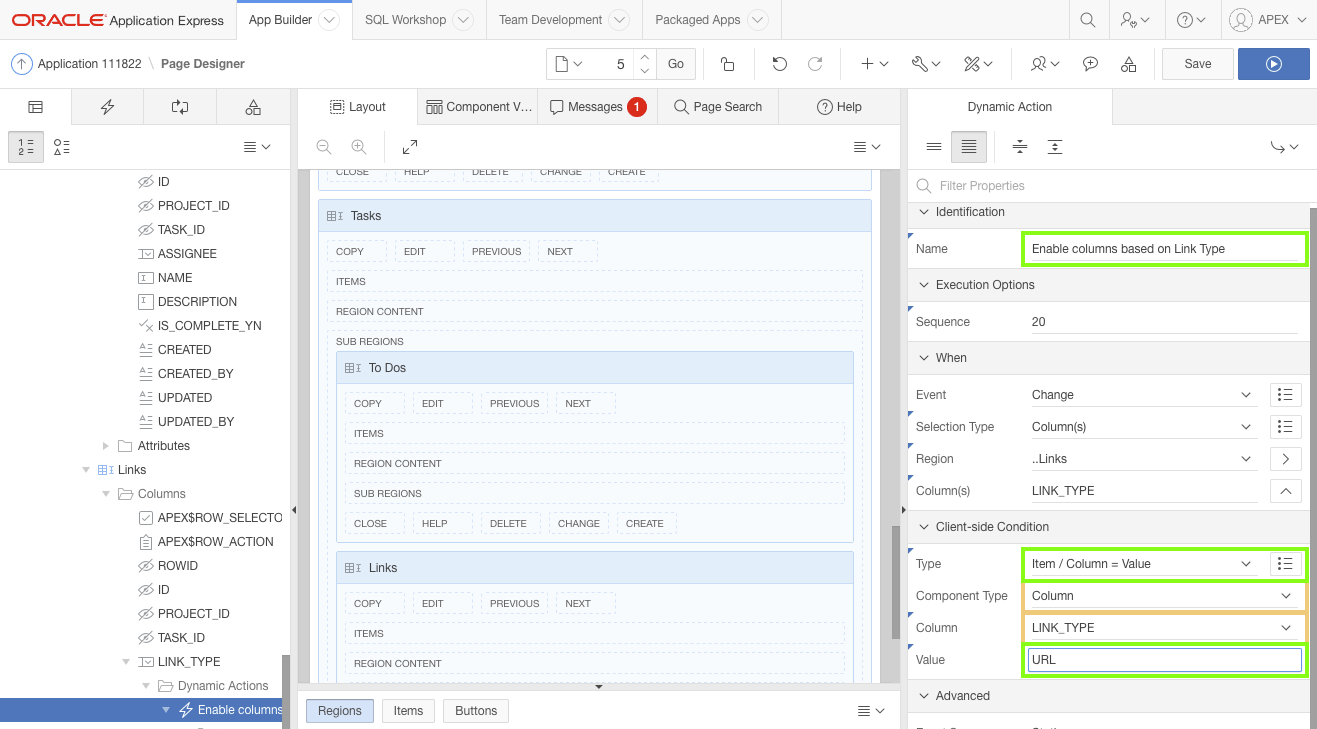 ORACLE Application Express
App Builder
SQL Workshop
Team Development
Packaged Apps
APEX
Application 111822 \ Page Designer
5
Go
Save
Layout
Component V...
Messages 1
Page Search
Help
Dynamic Action
ID
PROJECT_ID
TASK_ID
ASSIGNEE
NAME
DESCRIPTION
IS_COMPLETE_YN
CREATED
CREATED_BY
UPDATED
UPDATED_BY
Attributes
Links
Columns
APEX$ROW_SELECTO
APEX$ROW_ACTION
ROWID
ID
PROJECT_ID
TASK_ID
LINK_TYPE
Dynamic Actions
Enable columns
CLOSE HELP DELETE CHANGE CREATE
Tasks
COPY EDIT PREVIOUS NEXT
ITEMS
REGION CONTENT
SUB REGIONS
To Dos
COPY EDIT PREVIOUS NEXT
ITEMS
REGION CONTENT
SUB REGIONS
CLOSE HELP DELETE CHANGE CREATE
Links
COPY EDIT PREVIOUS NEXT
ITEMS
REGION CONTENT
Regions Items Buttons
Filter Properties
Identification
Name Enable columns based on Link Type
Execution Options
Sequence 20
When
Event Change
Selection Type Column(s)
Region ..Links
Column(s) LINK_TYPE
Client-side Condition
Type Item / Column = Value
Component Type Column
Column LINK_TYPE
Value URL
Advanced